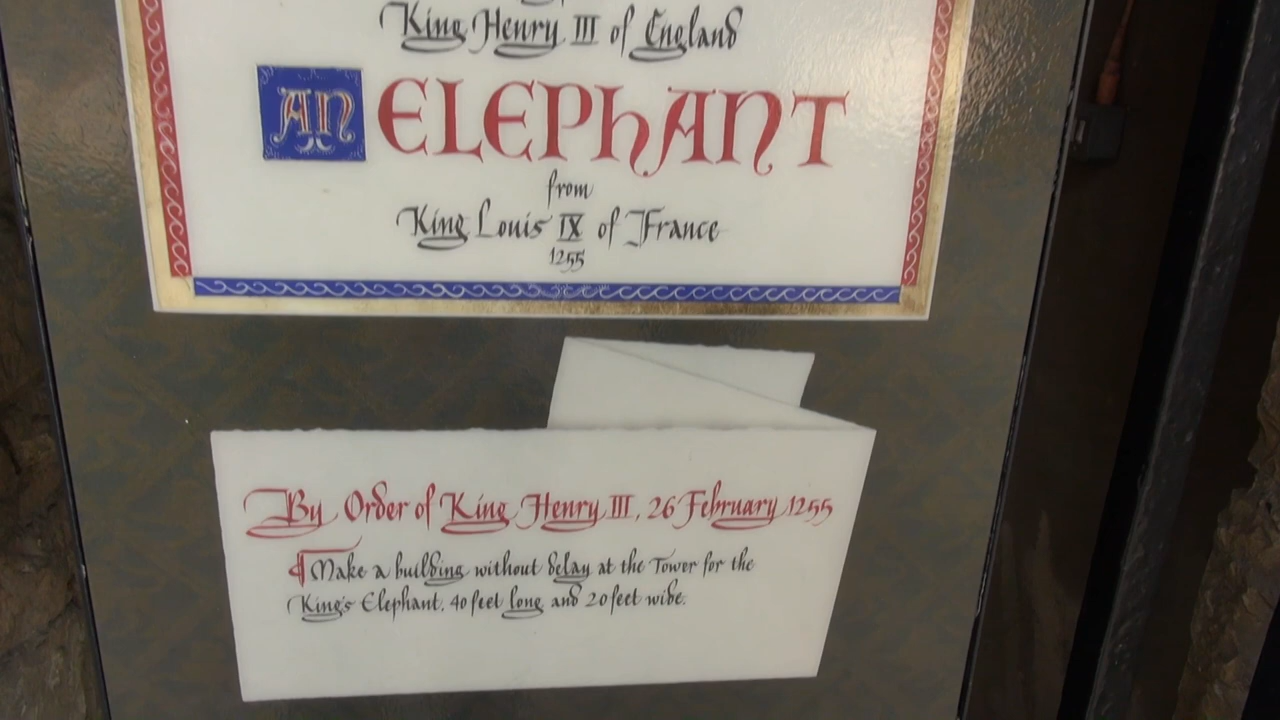 King Henry III of England
AN ELEPHANT
from
King Louis IX of France
1255
By Order of King Henry III, 26 February 1255
¶ Make a building without delay at the Tower for the
King's Elephant, 40 feet long and 20 feet wide.